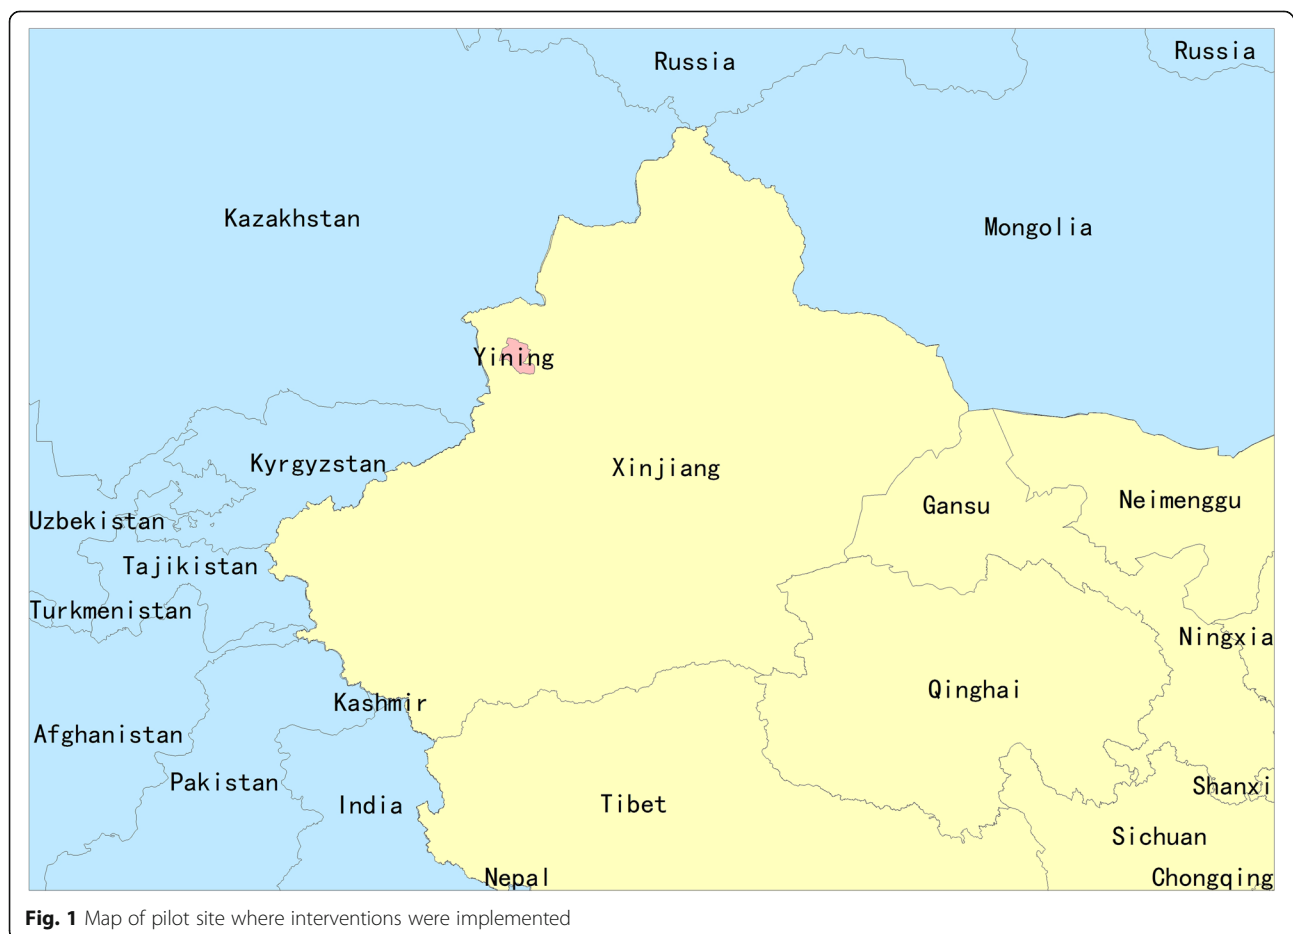 Russia
Russia
Kazakhstan
Mongolia
Yining
Kyrgyzstan
Xinjiang
Gansu
Neimenggu
Uzbekistan
Tajikistan
Turkmenistan
Ningxia
Qinghai
Kashmir
Afghanistan
Pakistan
Shanxi
India
Tibet
Sichuan
Nepal
Chongqing
Fig. 1 Map of pilot site where interventions were implemented